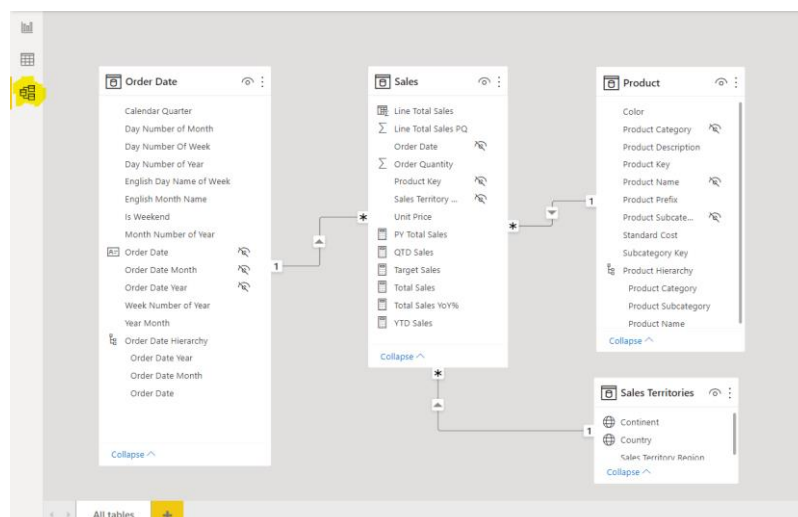 Order Date
Calendar Quarter
Day Number of Month
Day Number Of Week
Day Number of Year
English Day Name of Week
English Month Name
Is Weekend
Month Number of Year
Order Date
Order Date Month
Order Date Year
Week Number of Year
Year Month
Order Date Hierarchy
Order Date Year
Order Date Month
Order Date
Collapse
1
*
Sales
Line Total Sales
Σ Line Total Sales PQ
Order Date
Σ Order Quantity
Product Key
Sales Territory ...
Unit Price
PY Total Sales
QTD Sales
Target Sales
Total Sales
Total Sales YoY%
YTD Sales
Collapse
*
1
*
1
Product
Color
Product Category
Product Description
Product Key
Product Name
Product Prefix
Product Subcate...
Standard Cost
Subcategory Key
Product Hierarchy
Product Category
Product Subcategory
Product Name
Collapse
Sales Territories
Continent
Country
Sales Territory Region
Collapse
All tables
+